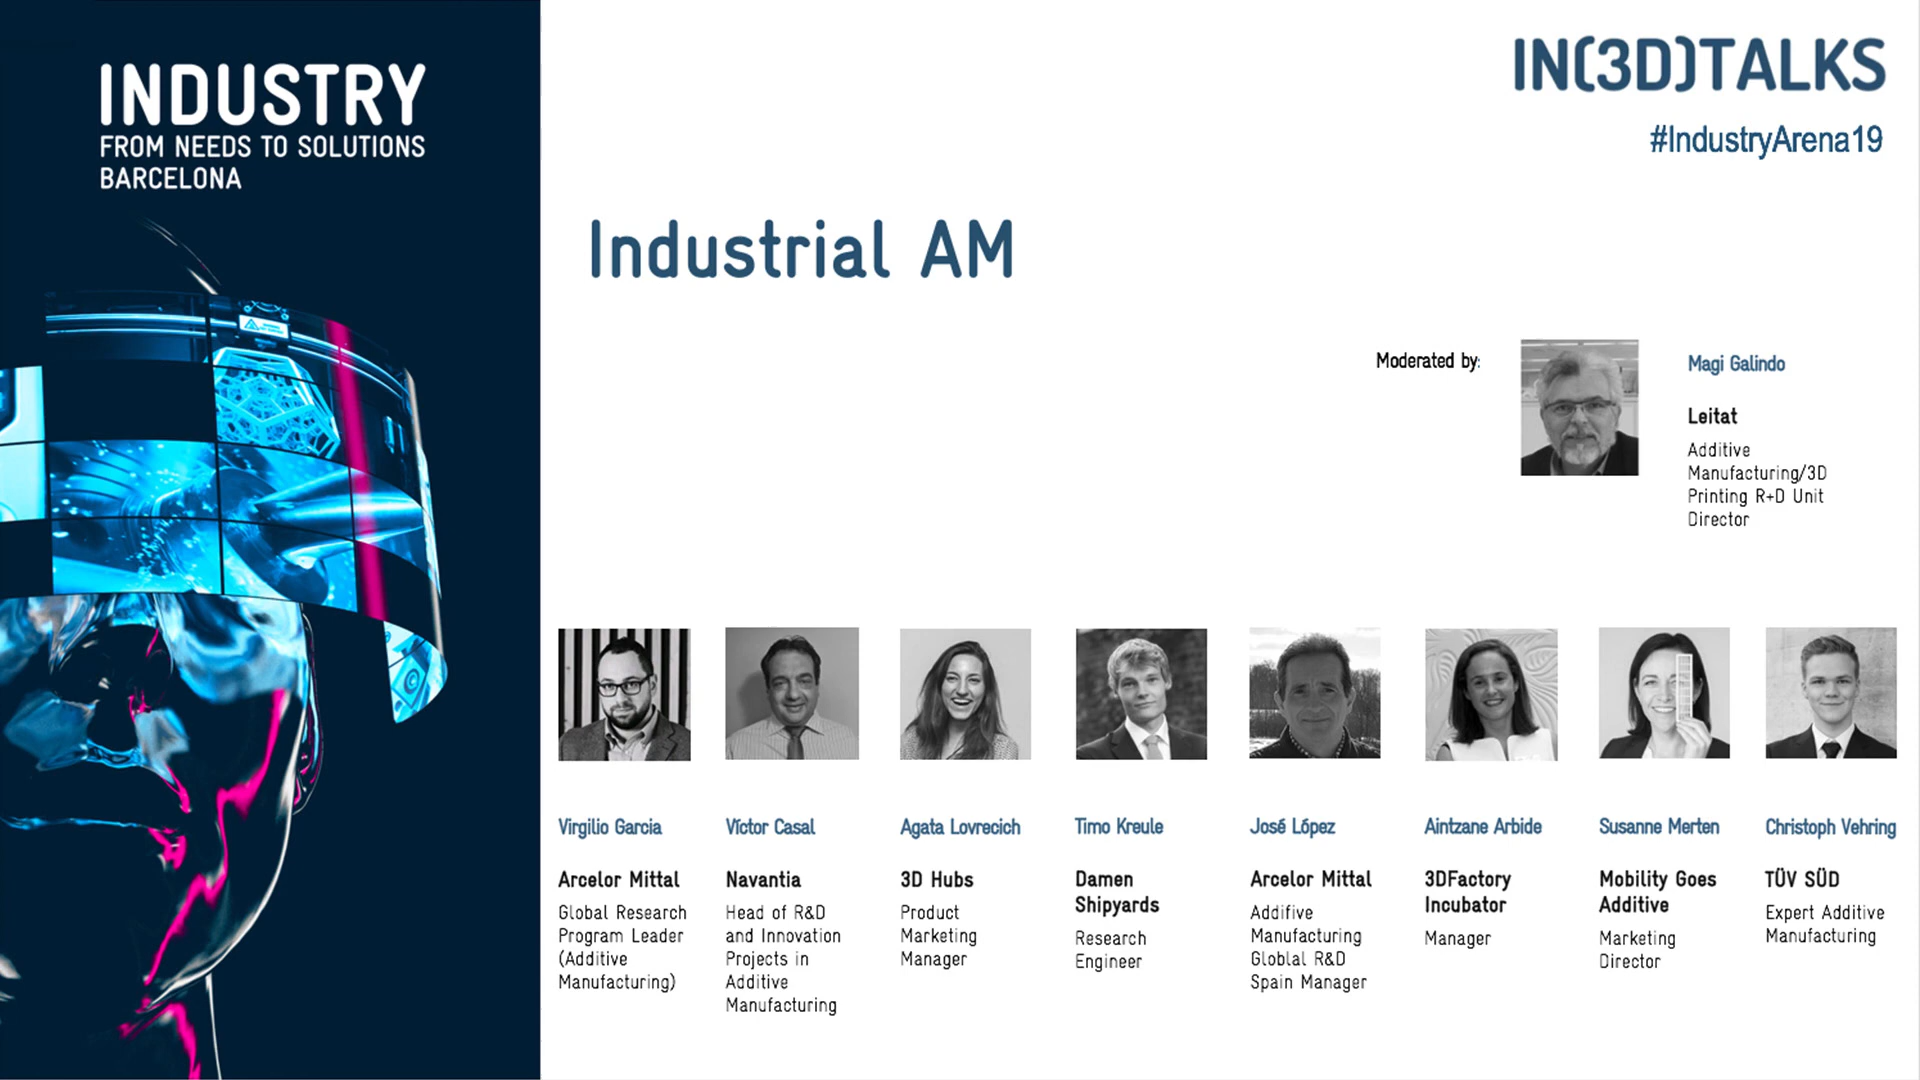 INDUSTRY
FROM NEEDS TO SOLUTIONS
BARCELONA
IN(3D)TALKS
#IndustryArena19
Industrial AM
Moderated by:
Magi Galindo
Leitat
Additive
Manufacturing/3D
Printing R+D Unit
Director
Virgilio Garcia
Arcelor Mittal
Global Research
Program Leader
(Additive
Manufacturing)
Víctor Casal
Navantia
Head of R&D
and Innovation
Projects in
Additive
Manufacturing
Agata Lovrecich
3D Hubs
Product
Marketing
Manager
Timo Kreule
Damen
Shipyards
Research
Engineer
José López
Arcelor Mittal
Addifive
Manufacturing
Globlal R&D
Spain Manager
Aintzane Arbide
3DFactory
Incubator
Manager
Susanne Merten
Mobility Goes
Additive
Marketing
Director
Christoph Vehring
TÜV SÜD
Expert Additive
Manufacturing